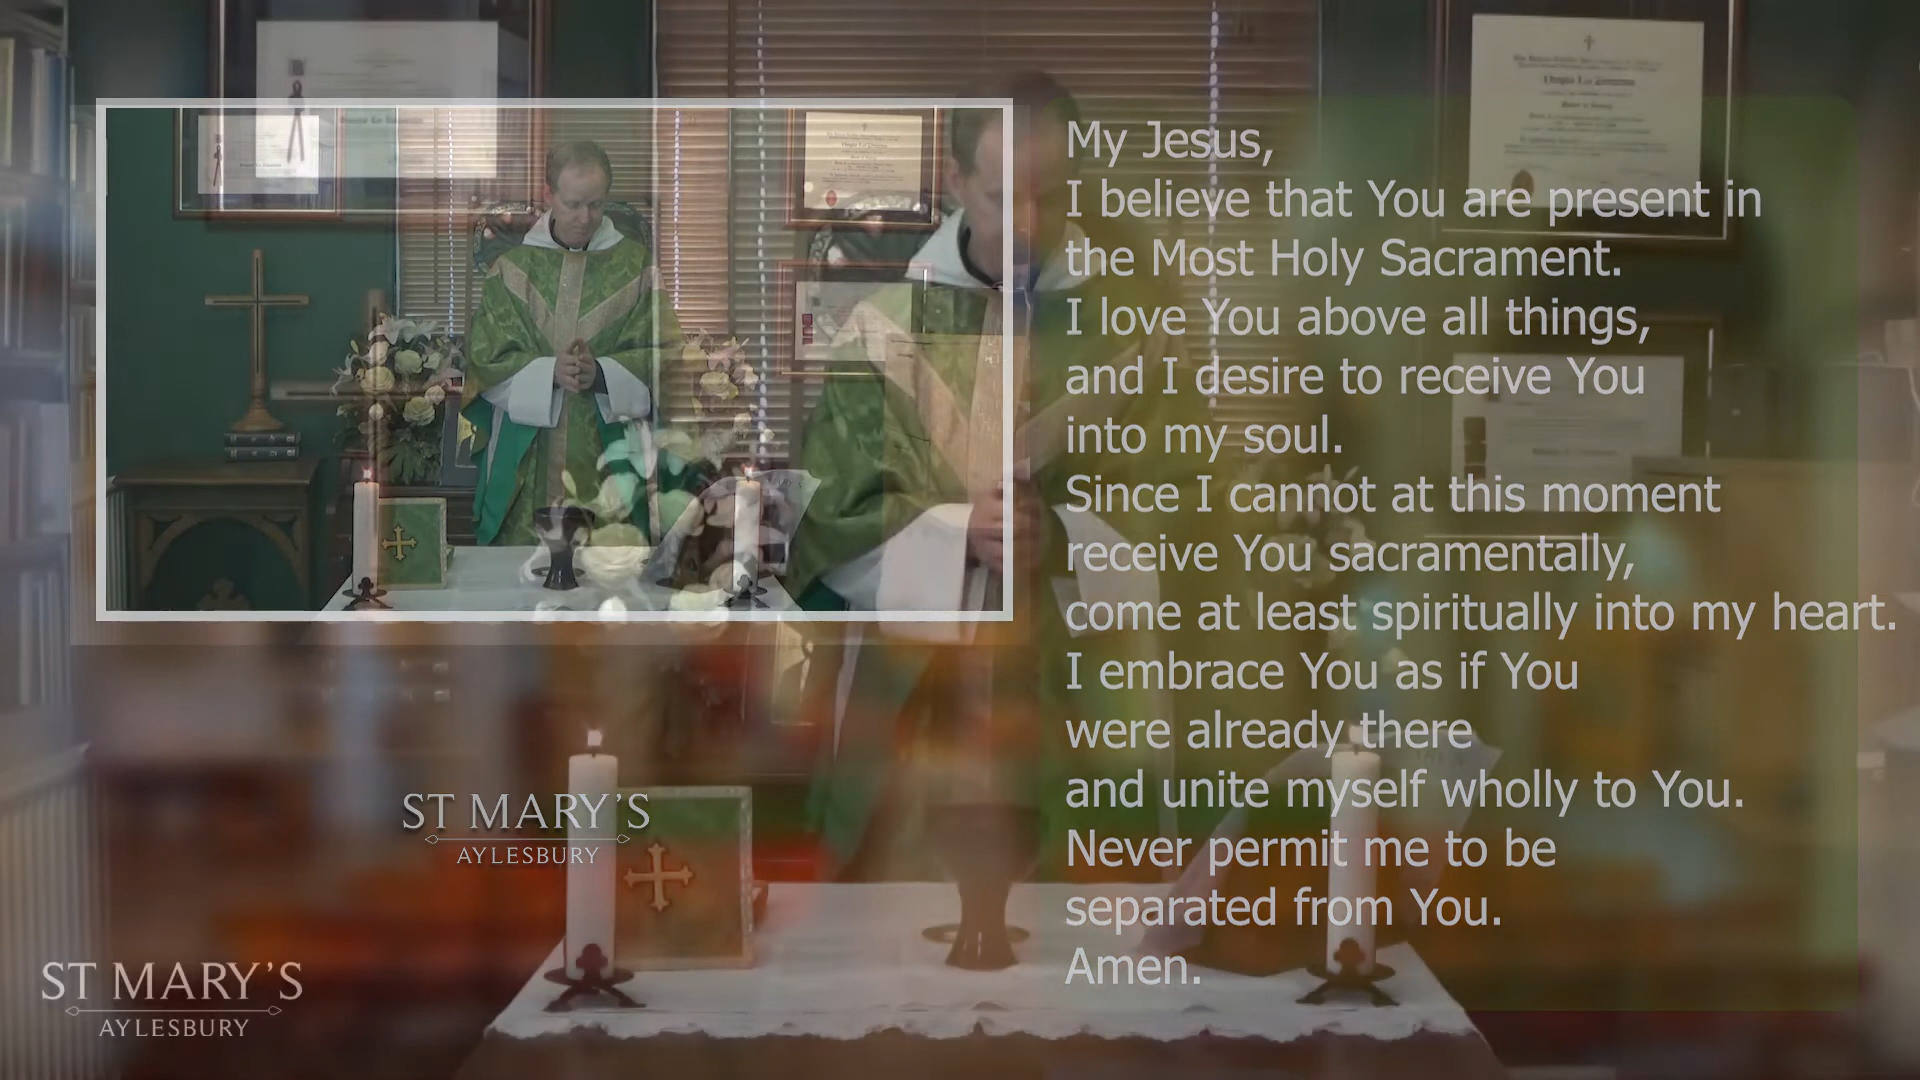 My Jesus,
I believe that You are present in
the Most Holy Sacrament.
I love You above all things,
and I desire to receive You
into my soul.
Since I cannot at this moment
receive You sacramentally,
come at least spiritually into my heart.
I embrace You as if You
were already there
and unite myself wholly to You.
Never permit me to be
separated from You.
Amen.
ST MARY'S
AYLESBURY
ST MARY'S
AYLESBURY